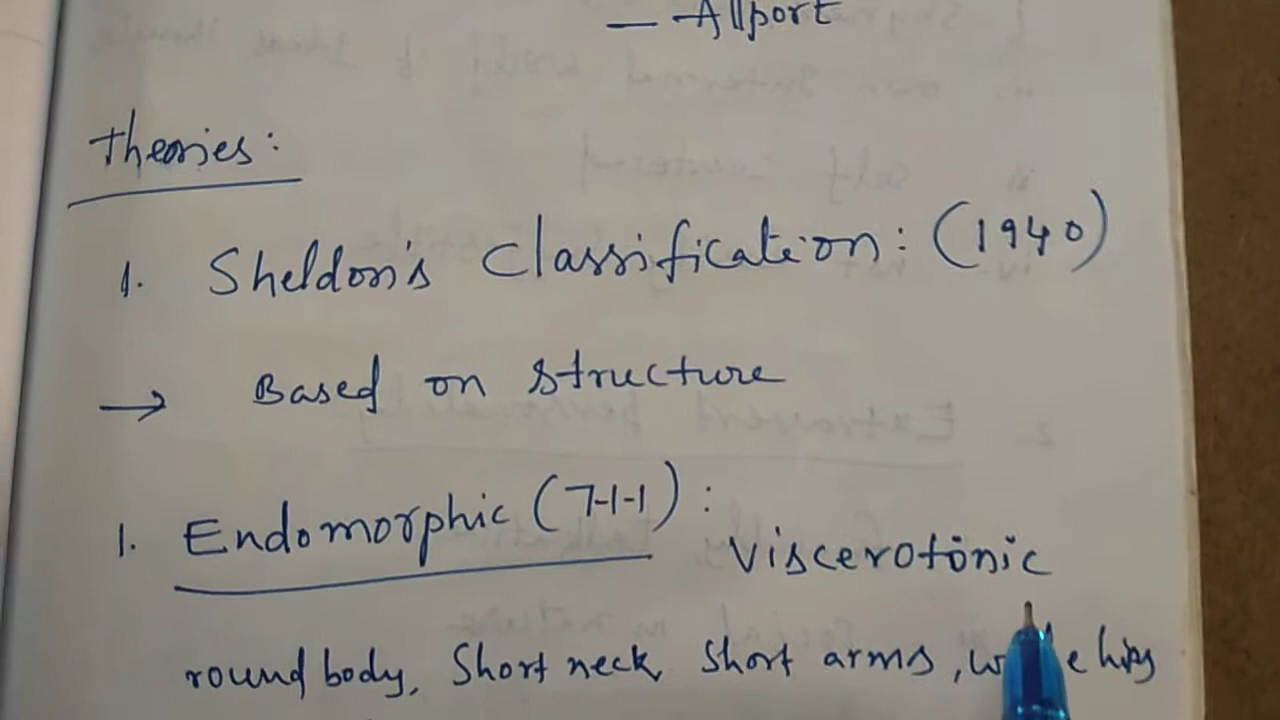 — Allport
Theories:
1. Sheldon's Classification: (1940)
→ Based on structure
1. Endomorphic (7-1-1): Viscerotonic
round body, Short neck, Short arms,